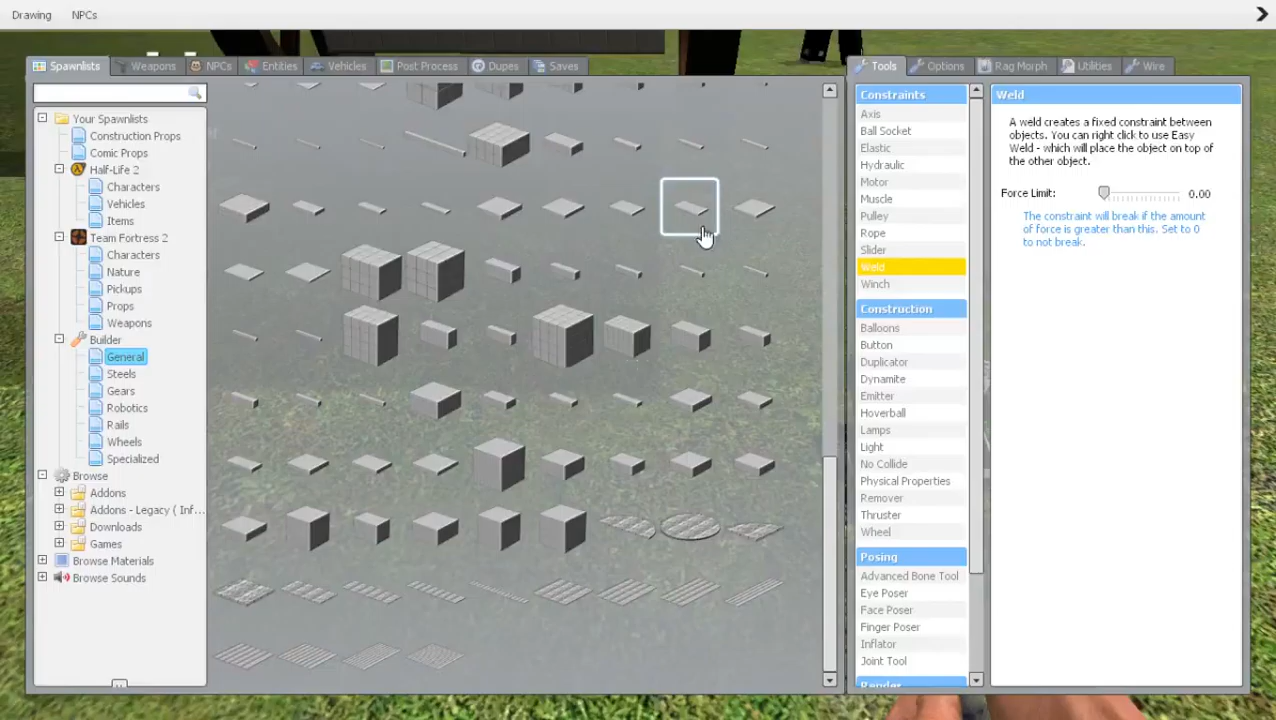 Drawing NPCs
Spawnlists Weapons NPCs Entities Vehicles Post Process Dupes Saves
Your Spawnlists
Construction Props
Comic Props
Half-Life 2
Characters
Vehicles
Items
Team Fortress 2
Characters
Nature
Pickups
Props
Weapons
Builder
General
Steels
Gears
Robotics
Rails
Wheels
Specialized
Browse
Addons
Addons - Legacy ( Inf...
Downloads
Games
Browse Materials
Browse Sounds
Tools Options Rag Morph Utilities Wire
Constraints
Axis
Ball Socket
Elastic
Hydraulic
Motor
Muscle
Pulley
Rope
Slider
Weld
Winch
Construction
Balloons
Button
Duplicator
Dynamite
Emitter
Hoverball
Lamps
Light
No Collide
Physical Properties
Remover
Thruster
Wheel
Posing
Advanced Bone Tool
Eye Poser
Face Poser
Finger Poser
Inflator
Joint Tool
Render
Weld
A weld creates a fixed constraint between
objects. You can right click to use Easy
Weld - which will place the object on top of
the other object.
Force Limit: 0.00
The constraint will break if the amount
of force is greater than this. Set to 0
to not break.